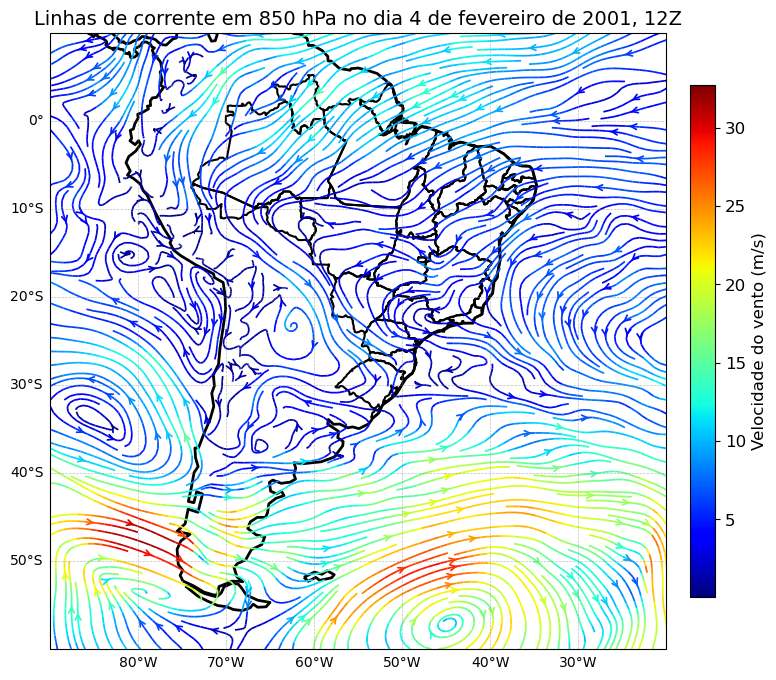 Linhas de corrente em 850 hPa no dia 4 de fevereiro de 2001, 12Z
0°
10°S
20°S
30°S
40°S
50°S
80°W 70°W 60°W 50°W 40°W 30°W
30
25
20
15
10
5
Velocidade do vento (m/s)